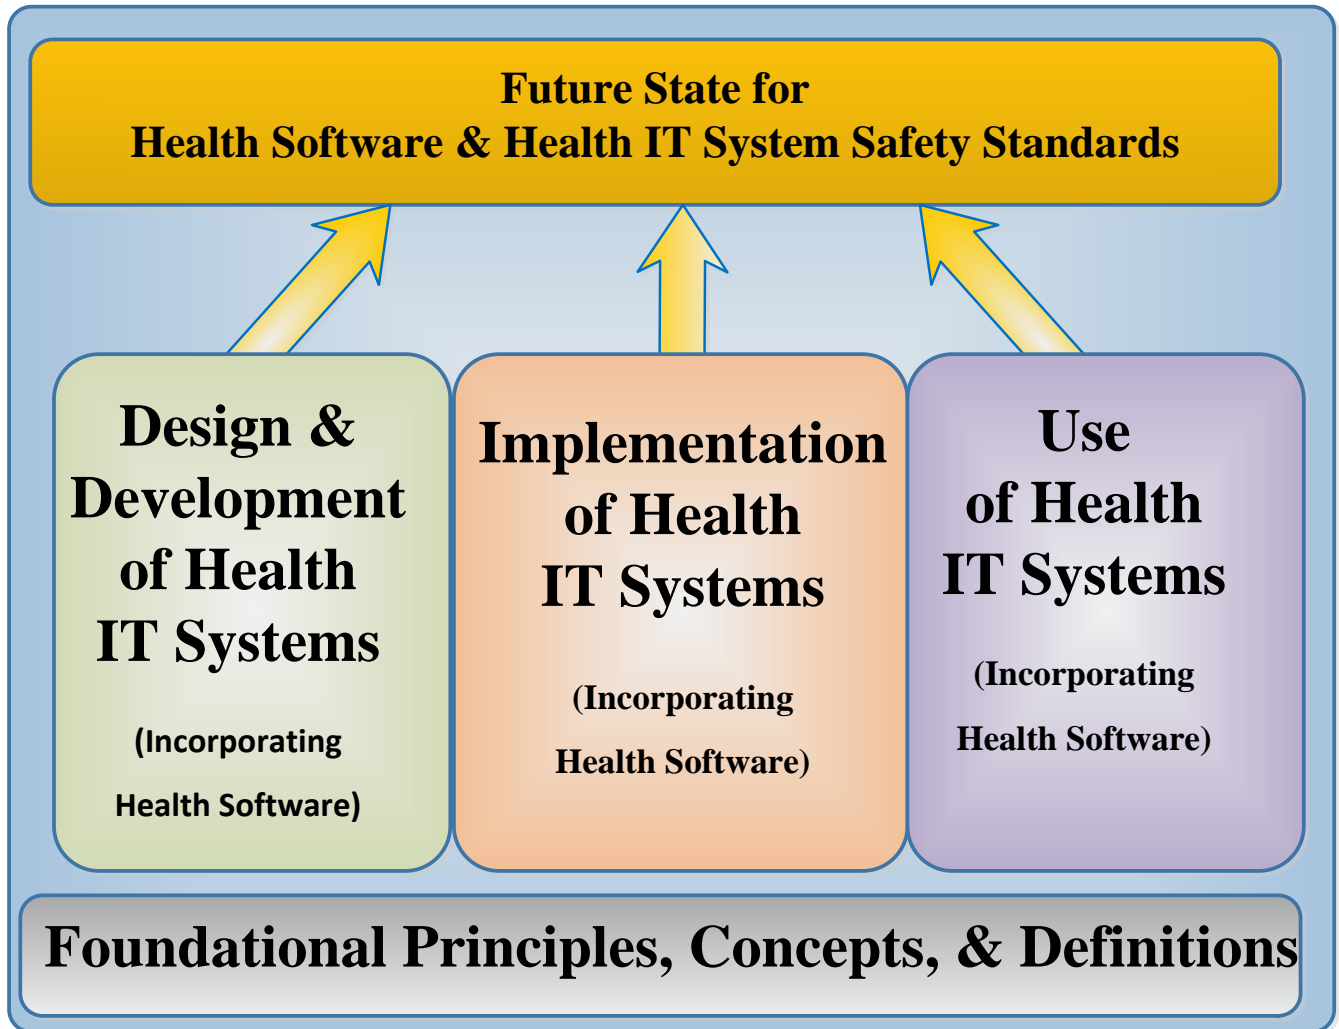 Future State for
Health Software & Health IT System Safety Standards
Design &
Development
of Health
IT Systems
(Incorporating
Health Software)
Implementation
of Health
IT Systems
(Incorporating
Health Software)
Use
of Health
IT Systems
(Incorporating
Health Software)
Foundational Principles, Concepts, & Definitions